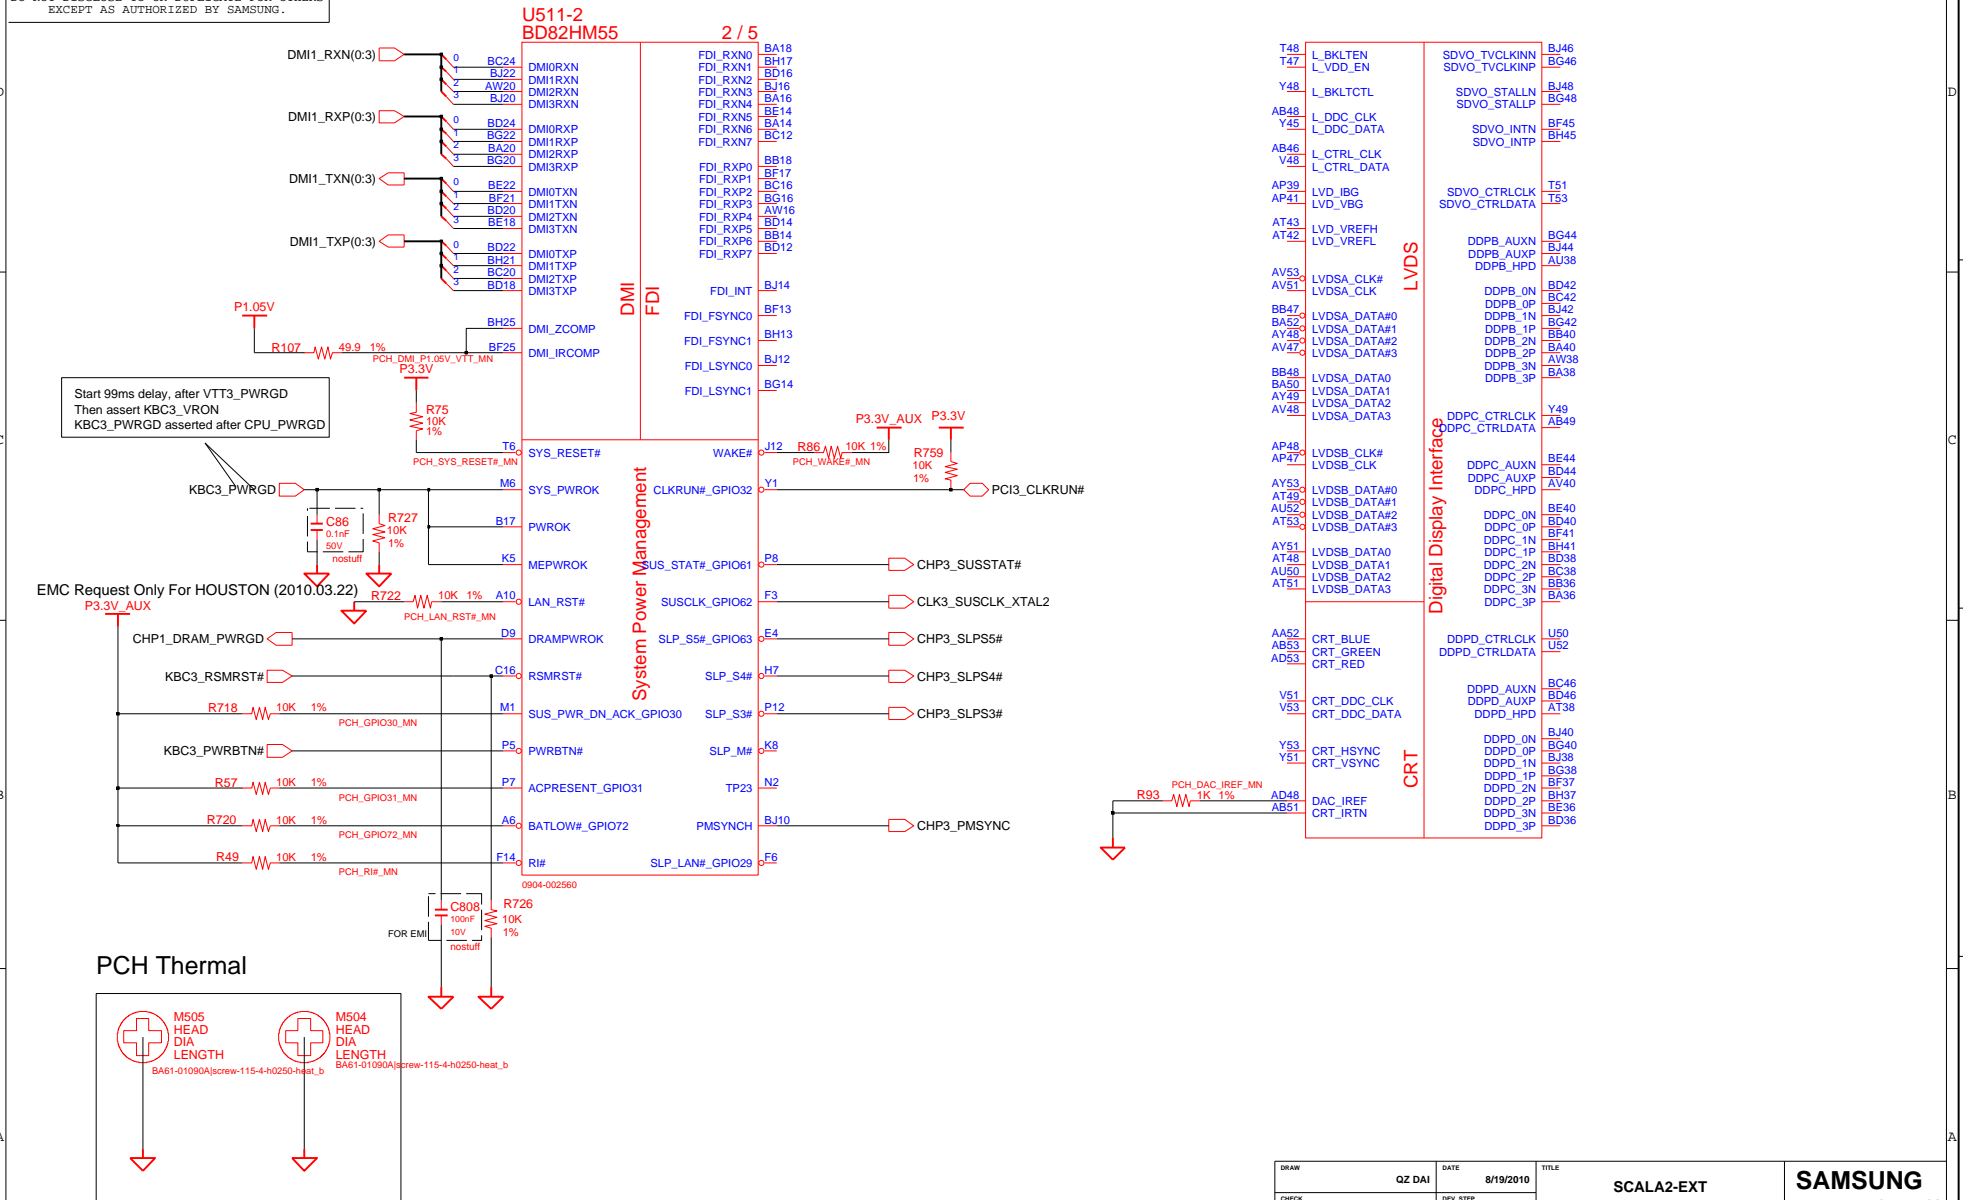 EXCEPT AS AUTHORIZED BY SAMSUNG.
U511-2
BD82HM55
2 / 5
DMI1_RXN(0:3)
0
1
2
3
BC24 DMI0RXN
BJ22 DMI1RXN
AW20 DMI2RXN
BJ20 DMI3RXN
DMI1_RXP(0:3)
0
1
2
3
BD24 DMI0RXP
BG22 DMI1RXP
BA20 DMI2RXP
BG20 DMI3RXP
DMI1_TXN(0:3)
0
1
2
3
BE22 DMI0TXN
BF21 DMI1TXN
BD20 DMI2TXN
BE18 DMI3TXN
DMI1_TXP(0:3)
0
1
2
3
BD22 DMI0TXP
BH21 DMI1TXP
BC20 DMI2TXP
BD18 DMI3TXP
P1.05V
BH25 DMI_ZCOMP
R107 49.9 1%
BF25 DMI_IRCOMP
PCH_DMI_P1.05V_VTT_MN
DMI
FDI
FDI_RXN0 BA18
FDI_RXN1 BH17
FDI_RXN2 BD16
FDI_RXN3 BJ16
FDI_RXN4 BA16
FDI_RXN5 BE14
FDI_RXN6 BA14
FDI_RXN7 BC12
FDI_RXP0 BB18
FDI_RXP1 BF17
FDI_RXP2 BC16
FDI_RXP3 BG16
FDI_RXP4 AW16
FDI_RXP5 BD14
FDI_RXP6 BB14
FDI_RXP7 BD12
FDI_INT BJ14
FDI_FSYNC0 BF13
FDI_FSYNC1 BH13
FDI_LSYNC0 BJ12
FDI_LSYNC1 BG14
Start 99ms delay, after VTT3_PWRGD
Then assert KBC3_VRON
KBC3_PWRGD asserted after CPU_PWRGD
P3.3V
R75
10K
1%
T6 SYS_RESET#
PCH_SYS_RESET#_MN
KBC3_PWRGD
M6 SYS_PWROK
C86
0.1nF
50V
nostuff
R727
10K
1%
B17 PWROK
K5 MEPWROK
EMC Request Only For HOUSTON (2010.03.22)
P3.3V_AUX
R722 10K 1%
A10 LAN_RST#
PCH_LAN_RST#_MN
CHP1_DRAM_PWRGD
D9 DRAMPWROK
KBC3_RSMRST#
C16 RSMRST#
R718 10K 1%
PCH_GPIO30_MN
M1 SUS_PWR_DN_ACK_GPIO30
KBC3_PWRBTN#
P5 PWRBTN#
R57 10K 1%
PCH_GPIO31_MN
P7 ACPRESENT_GPIO31
R720 10K 1%
PCH_GPIO72_MN
A6 BATLOW#_GPIO72
R49 10K 1%
PCH_RI#_MN
F14 RI#
System Power Management
P3.3V_AUX
P3.3V
WAKE# J12
R86 10K 1%
PCH_WAKE#_MN
R759
10K
1%
CLKRUN#_GPIO32 Y1
PCI3_CLKRUN#
SUS_STAT#_GPIO61 P8
CHP3_SUSSTAT#
SUSCLK_GPIO62 F3
CLK3_SUSCLK_XTAL2
SLP_S5#_GPIO63 E4
CHP3_SLPS5#
SLP_S4# H7
CHP3_SLPS4#
SLP_S3# P12
CHP3_SLPS3#
SLP_M# K8
TP23 N2
PMSYNCH BJ10
CHP3_PMSYNC
SLP_LAN#_GPIO29 F6
0904-002560
FOR EMI
C808
100nF
10V
nostuff
R726
10K
1%
PCH Thermal
M505
HEAD
DIA
LENGTH
BA61-01090A|screw-115-4-h0250-heat_b
M504
HEAD
DIA
LENGTH
BA61-01090A|screw-115-4-h0250-heat_b
T48 L_BKLTEN
T47 L_VDD_EN
Y48 L_BKLTCTL
AB48 L_DDC_CLK
Y45 L_DDC_DATA
AB46 L_CTRL_CLK
V48 L_CTRL_DATA
AP39 LVD_IBG
AP41 LVD_VBG
AT43 LVD_VREFH
AT42 LVD_VREFL
AV53 LVDSA_CLK#
AV51 LVDSA_CLK
BB47 LVDSA_DATA#0
BA52 LVDSA_DATA#1
AY48 LVDSA_DATA#2
AV47 LVDSA_DATA#3
BB48 LVDSA_DATA0
BA50 LVDSA_DATA1
AY49 LVDSA_DATA2
AV48 LVDSA_DATA3
AP48 LVDSB_CLK#
AP47 LVDSB_CLK
AY53 LVDSB_DATA#0
AT49 LVDSB_DATA#1
AU52 LVDSB_DATA#2
AT53 LVDSB_DATA#3
AY51 LVDSB_DATA0
AT48 LVDSB_DATA1
AU50 LVDSB_DATA2
AT51 LVDSB_DATA3
AA52 CRT_BLUE
AB53 CRT_GREEN
AD53 CRT_RED
V51 CRT_DDC_CLK
V53 CRT_DDC_DATA
Y53 CRT_HSYNC
Y51 CRT_VSYNC
PCH_DAC_IREF_MN
R93 1K 1%
AD48 DAC_IREF
AB51 CRT_IRTN
LVDS
Digital Display Interface
CRT
SDVO_TVCLKINN BJ46
SDVO_TVCLKINP BG46
SDVO_STALLN BJ48
SDVO_STALLP BG48
SDVO_INTN BF45
SDVO_INTP BH45
SDVO_CTRLCLK T51
SDVO_CTRLDATA T53
DDPB_AUXN BG44
DDPB_AUXP BJ44
DDPB_HPD AU38
DDPB_0N BD42
DDPB_0P BC42
DDPB_1N BJ42
DDPB_1P BG42
DDPB_2N BB40
DDPB_2P BA40
DDPB_3N AW38
DDPB_3P BA38
DDPC_CTRLCLK Y49
DDPC_CTRLDATA AB49
DDPC_AUXN BE44
DDPC_AUXP BD44
DDPC_HPD AV40
DDPC_0N BE40
DDPC_0P BD40
DDPC_1N BF41
DDPC_1P BH41
DDPC_2N BD38
DDPC_2P BC38
DDPC_3N BB36
DDPC_3P BA36
DDPD_CTRLCLK U50
DDPD_CTRLDATA U52
DDPD_AUXN BC46
DDPD_AUXP BD46
DDPD_HPD AT38
DDPD_0N BJ40
DDPD_0P BG40
DDPD_1N BJ38
DDPD_1P BG38
DDPD_2N BF37
DDPD_2P BH37
DDPD_3N BE36
DDPD_3P BD36
D
C
B
A
DRAW
QZ DAI
DATE
8/19/2010
TITLE
SCALA2-EXT
SAMSUNG
CHECK
DEV. STEP